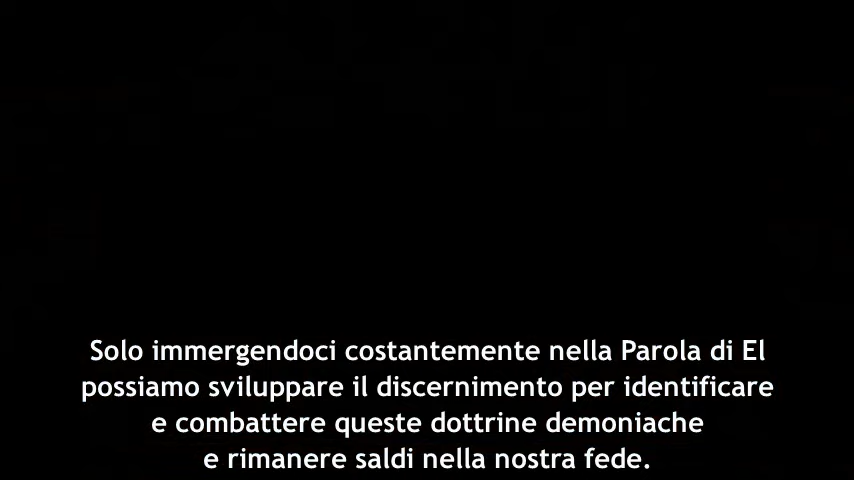 Solo immergendoci costantemente nella Parola di El
possiamo sviluppare il discernimento per identificare
e combattere queste dottrine demoniache
e rimanere saldi nella nostra fede.